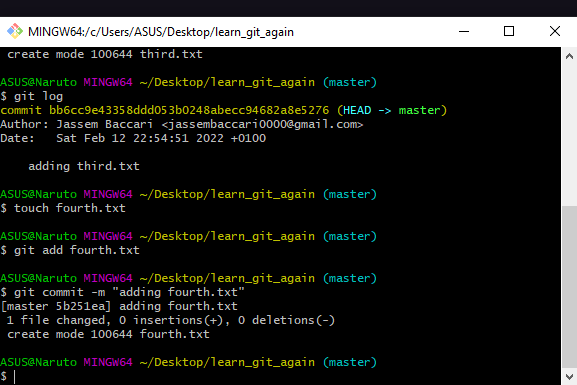 MINGW64:/c/Users/ASUS/Desktop/learn_git_again
create mode 100644 third.txt
ASUS@Naruto MINGW64 ~/Desktop/learn_git_again (master)
$ git log
commit bb6cc9e43358ddd053b0248abecc94682a8e5276 (HEAD -> master)
Author: Jassem Baccari <jassembaccari0000@gmail.com>
Date:   Sat Feb 12 22:54:51 2022 +0100
adding third.txt
ASUS@Naruto MINGW64 ~/Desktop/learn_git_again (master)
$ touch fourth.txt
ASUS@Naruto MINGW64 ~/Desktop/learn_git_again (master)
$ git add fourth.txt
ASUS@Naruto MINGW64 ~/Desktop/learn_git_again (master)
$ git commit -m "adding fourth.txt"
[master 5b251ea] adding fourth.txt
1 file changed, 0 insertions(+), 0 deletions(-)
create mode 100644 fourth.txt
ASUS@Naruto MINGW64 ~/Desktop/learn_git_again (master)
$